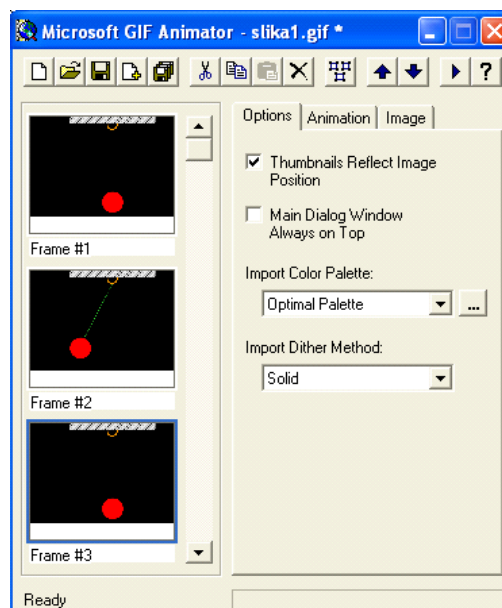 Microsoft GIF Animator - slika1.gif *
?
Options Animation Image
Thumbnails Reflect Image
Position
Main Dialog Window
Always on Top
Import Color Palette:
Optimal Palette
...
Import Dither Method:
Solid
Frame #1
Frame #2
Frame #3
Ready